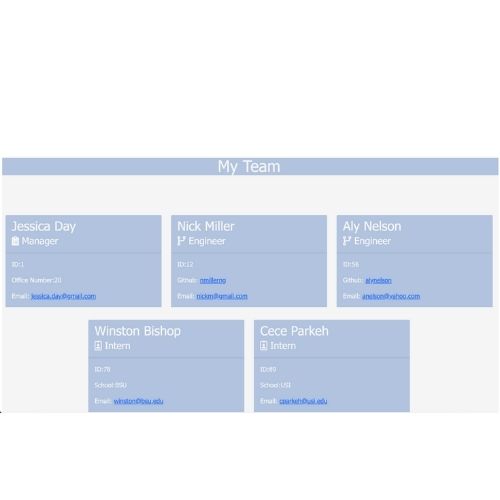 My Team
Jessica Day
Manager
ID:1
Office Number:20
Email: jessica.day@gmail.com
Nick Miller
Engineer
ID:12
Github: nmillerng
Email: nickm@gmail.com
Aly Nelson
Engineer
ID:56
Github: alynelson
Email: anelson@yahoo.com
Winston Bishop
Intern
ID:78
School:BSU
Email: winston@bsu.edu
Cece Parkeh
Intern
ID:89
School:USI
Email: cparkeh@usi.edu